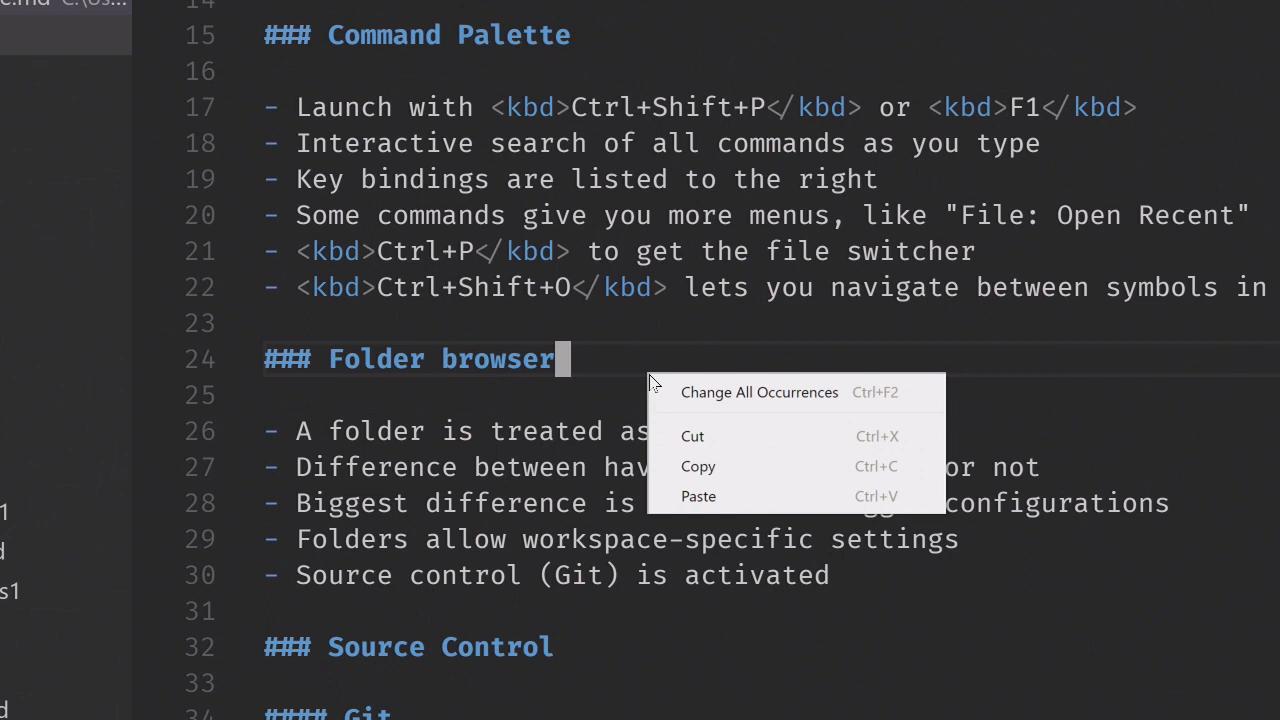 14
15 ### Command Palette
16
17 - Launch with <kbd>Ctrl+Shift+P</kbd> or <kbd>F1</kbd>
18 - Interactive search of all commands as you type
19 - Key bindings are listed to the right
20 - Some commands give you more menus, like "File: Open Recent"
21 - <kbd>Ctrl+P</kbd> to get the file switcher
22 - <kbd>Ctrl+Shift+O</kbd> lets you navigate between symbols in
23
24 ### Folder browser
25
26 - A folder is treated as
27 - Difference between hav or not
28 - Biggest difference is configurations
29 - Folders allow workspace-specific settings
30 - Source control (Git) is activated
31
32 ### Source Control
33
34 #### Git
Change All Occurrences Ctrl+F2
Cut Ctrl+X
Copy Ctrl+C
Paste Ctrl+V